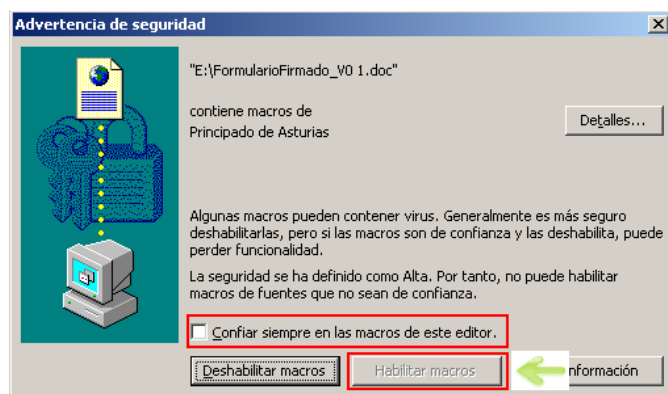 Advertencia de seguridad
"E:\FormularioFirmado_V0 1.doc"
contiene macros de
Principado de Asturias
Detalles...
Algunas macros pueden contener virus. Generalmente es más seguro
deshabilitarlas, pero si las macros son de confianza y las deshabilita, puede
perder funcionalidad.
La seguridad se ha definido como Alta. Por tanto, no puede habilitar
macros de fuentes que no sean de confianza.
Confiar siempre en las macros de este editor.
Deshabilitar macros
Habilitar macros
nformación